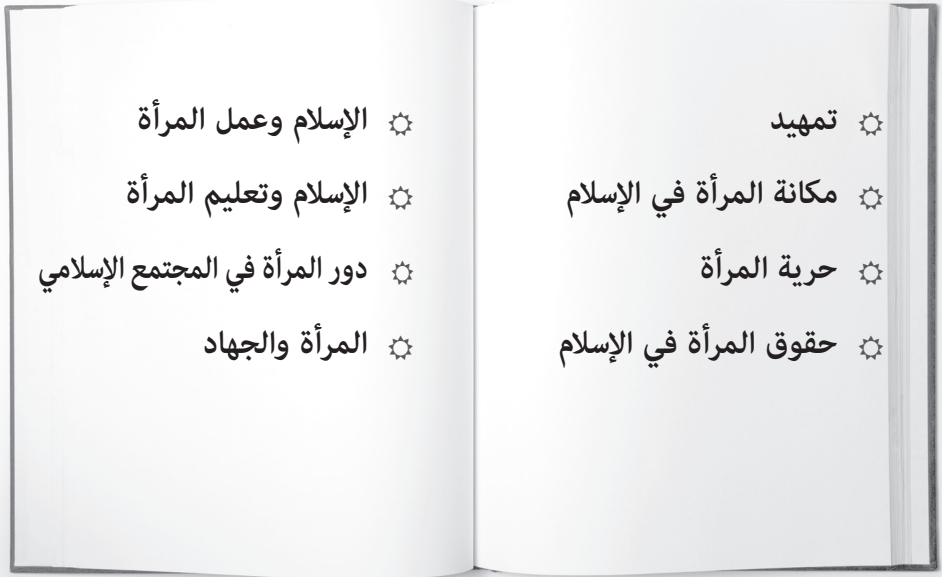 تمهيد
مكانة المرأة في الإسلام
حرية المرأة
حقوق المرأة في الإسلام
الإسلام وعمل المرأة
الإسلام وتعليم المرأة
دور المرأة في المجتمع الإسلامي
المرأة والجهاد